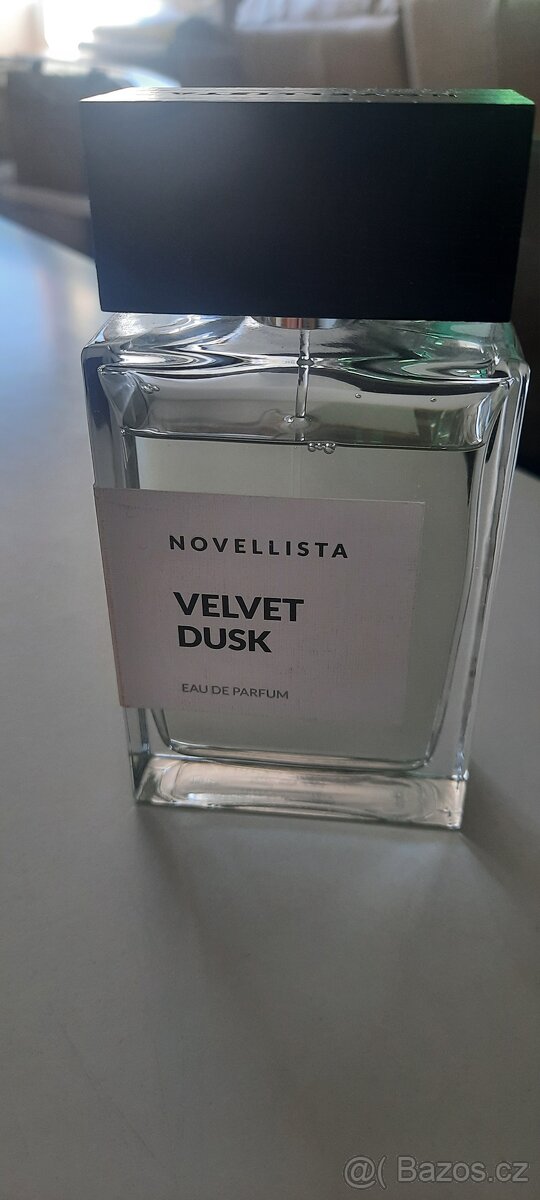 NOVELLISTA
VELVET
DUSK
EAU DE PARFUM
@( Bazos.cz